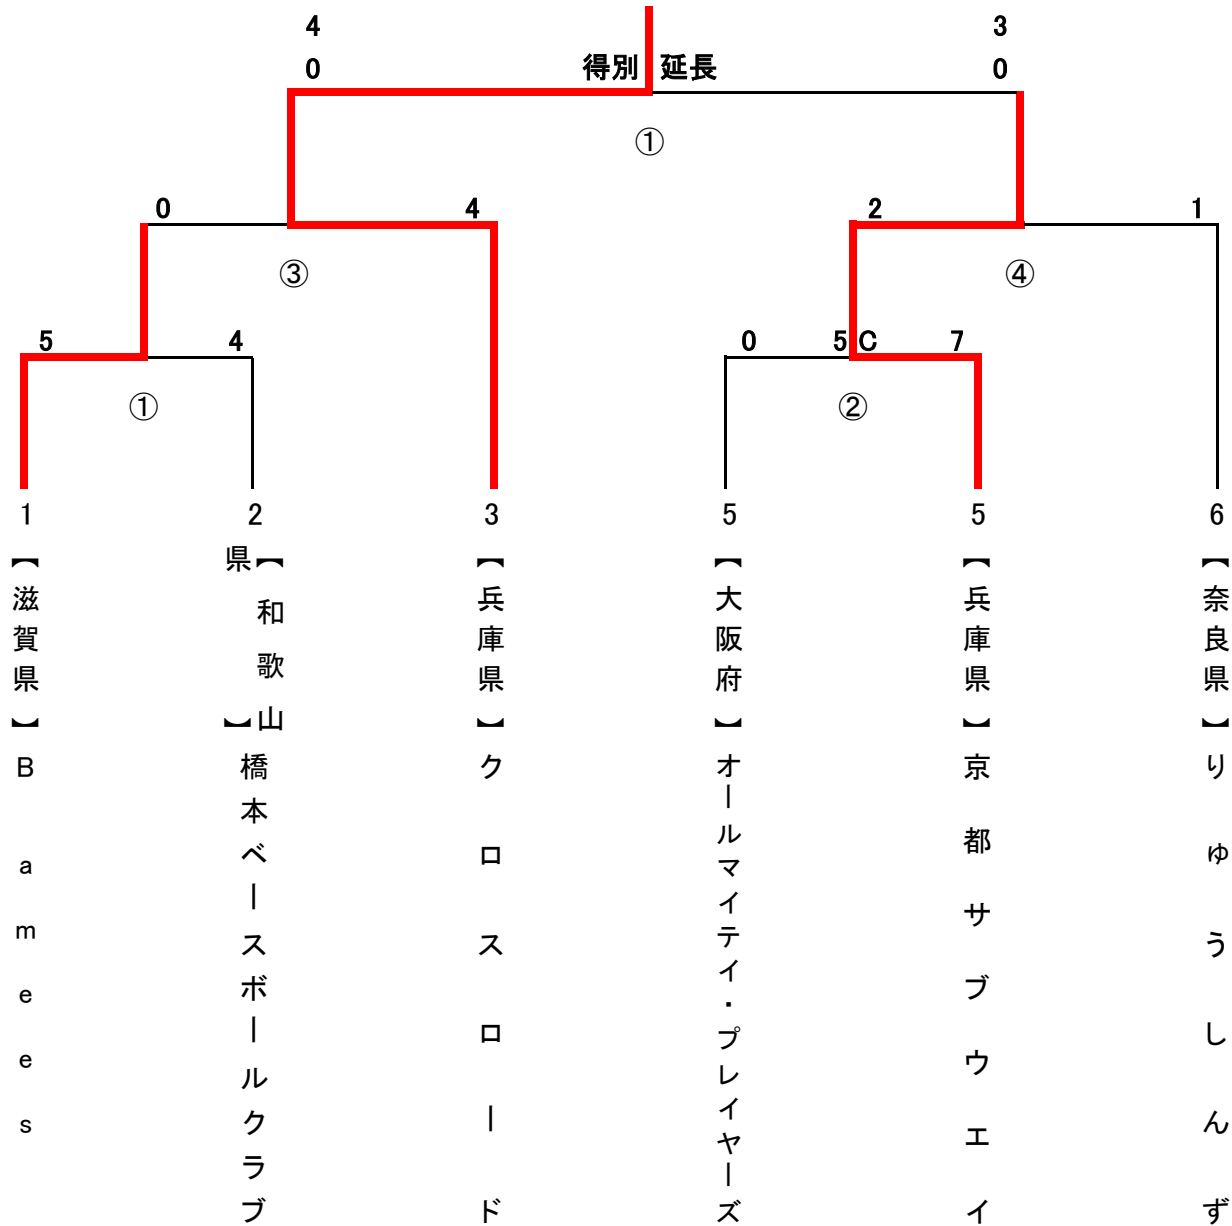 4 3
0 得別 延長 0
①
0 4 2 1
③ ④
5 4 0 5 C 7
① ②
1 2 3 5 5 6
【滋賀県】Bamees
【和歌山県】橋本ベースボールクラブ
【兵庫県】クロスロード
【大阪府】オールマイティ・プレイヤーズ
【兵庫県】京都サブウエイ
【奈良県】りゅうしんず